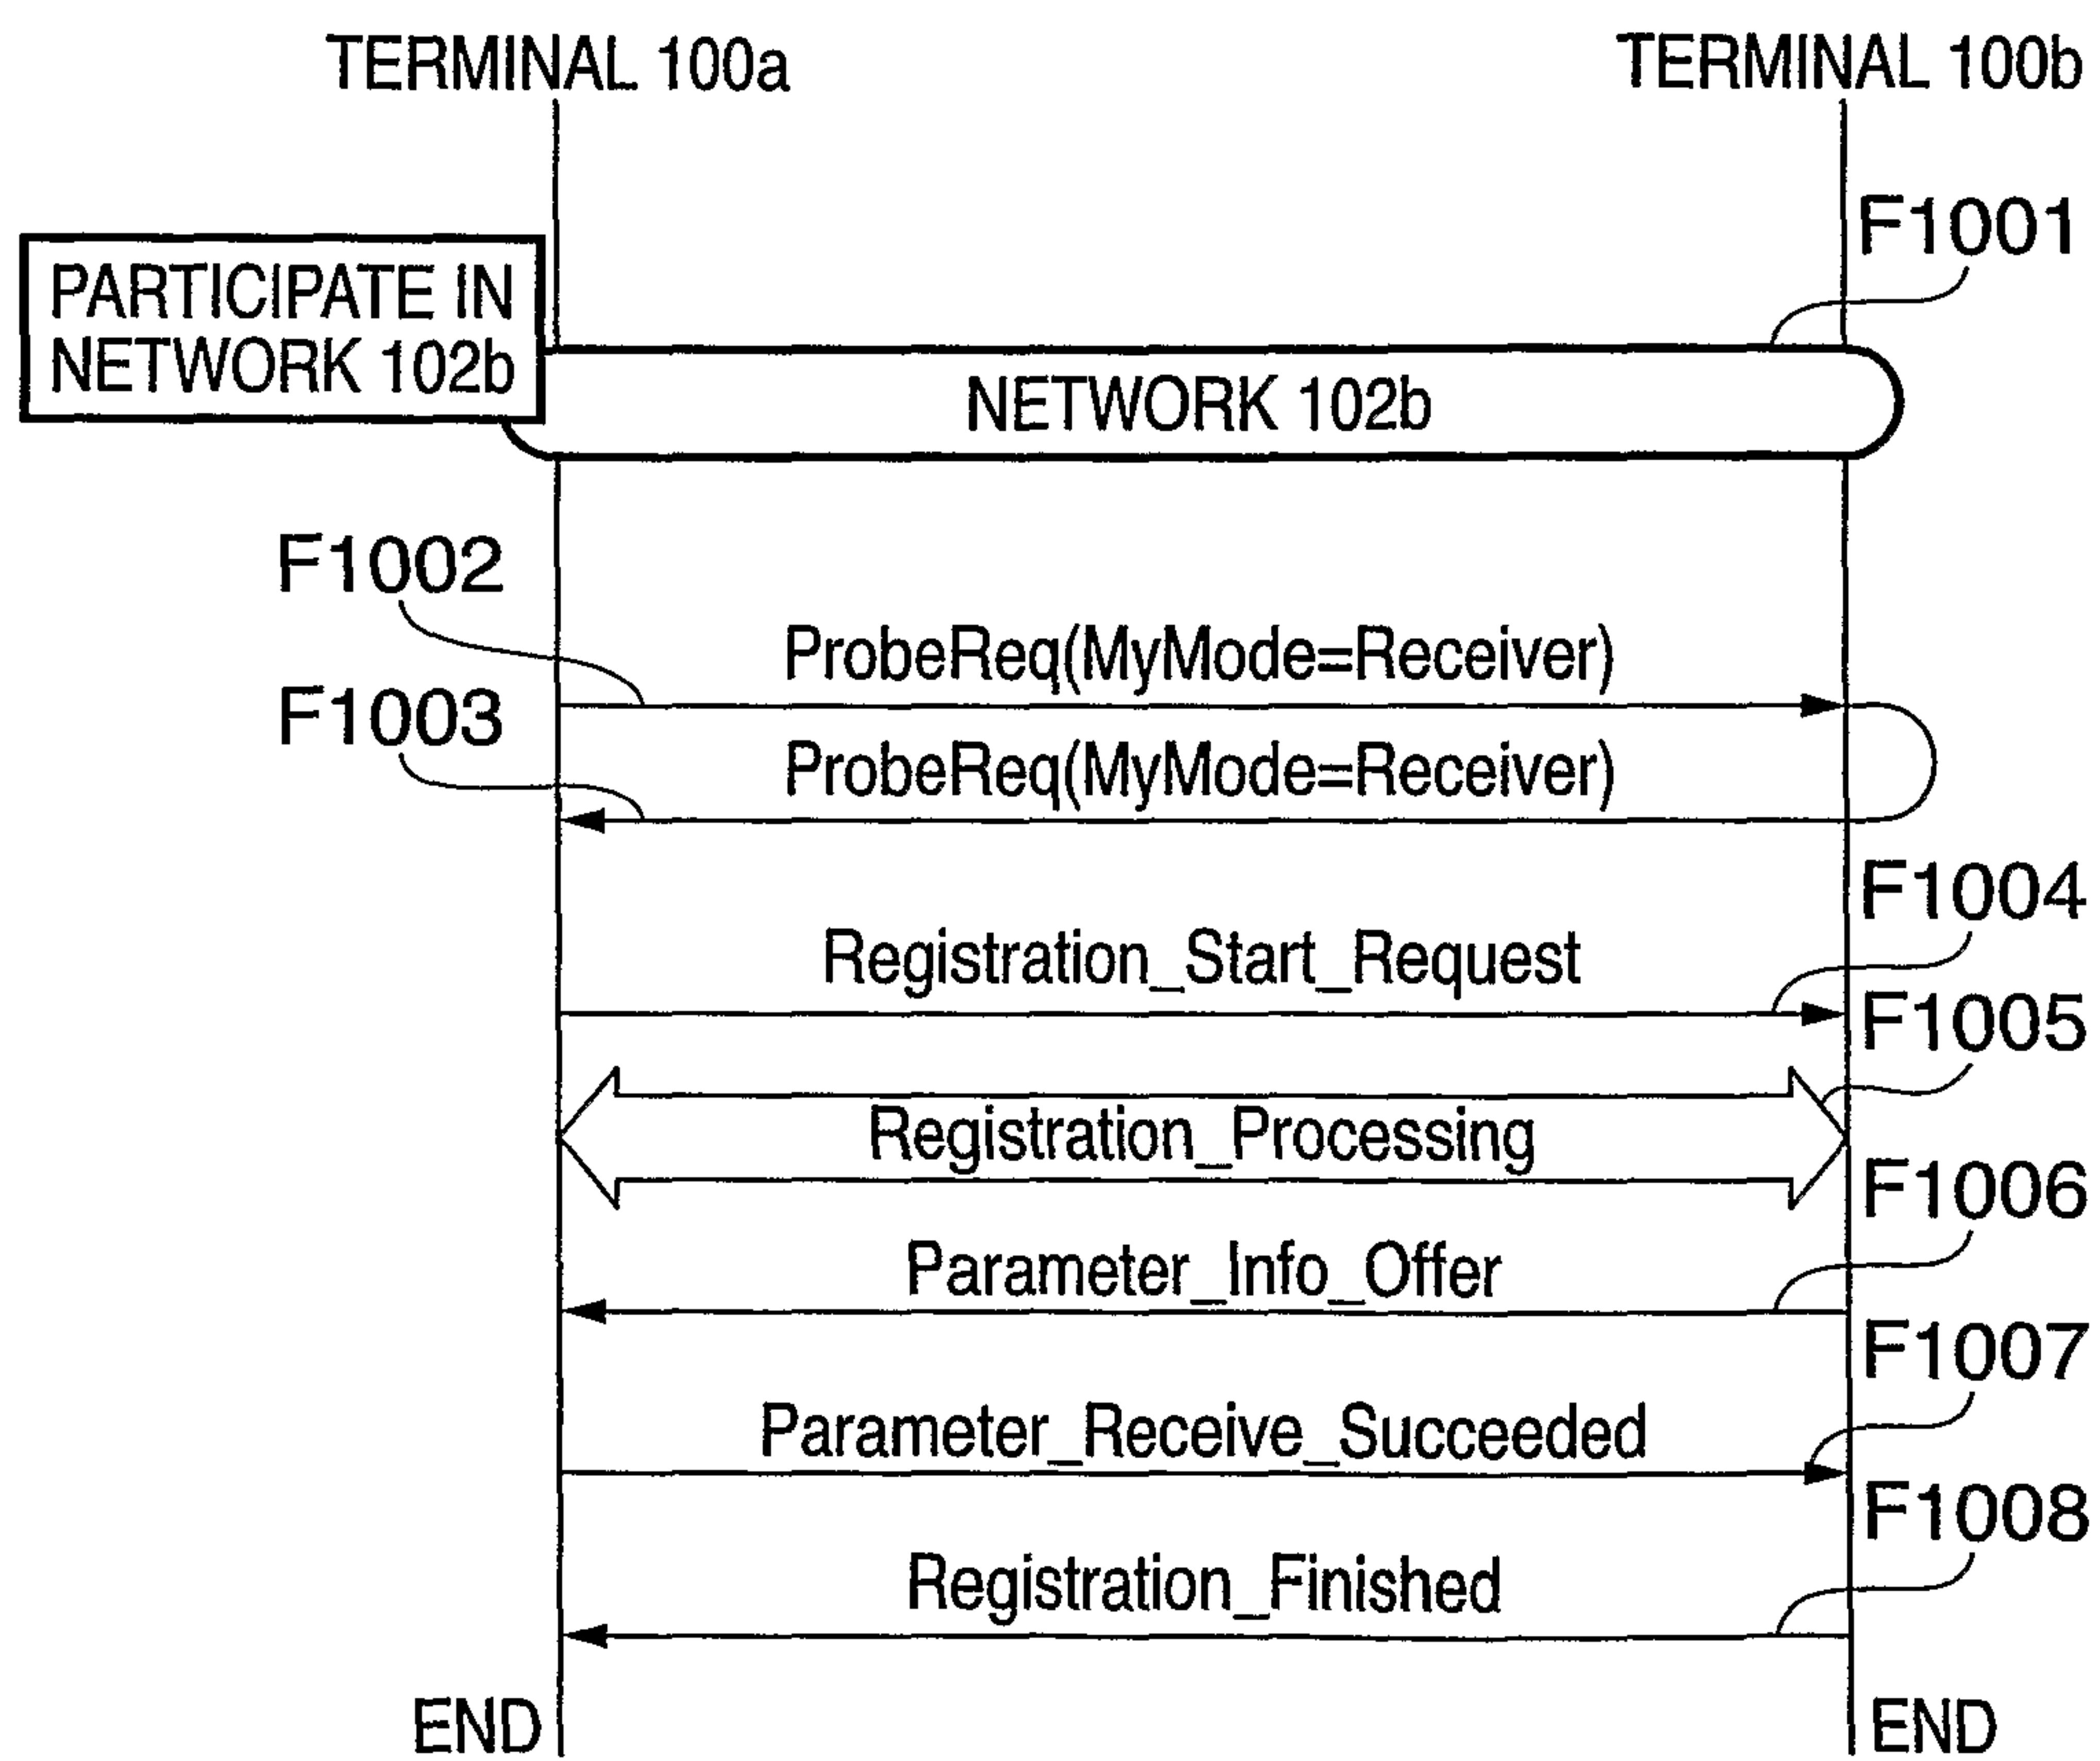 TERMINAL 100a
TERMINAL 100b
F1001
PARTICIPATE IN
NETWORK 102b
NETWORK 102b
F1002
ProbeReq(MyMode=Receiver)
F1003
ProbeReq(MyMode=Receiver)
F1004
Registration_Start_Request
F1005
Registration_Processing
F1006
Parameter_Info_Offer
F1007
Parameter_Receive_Succeeded
F1008
Registration_Finished
END
END